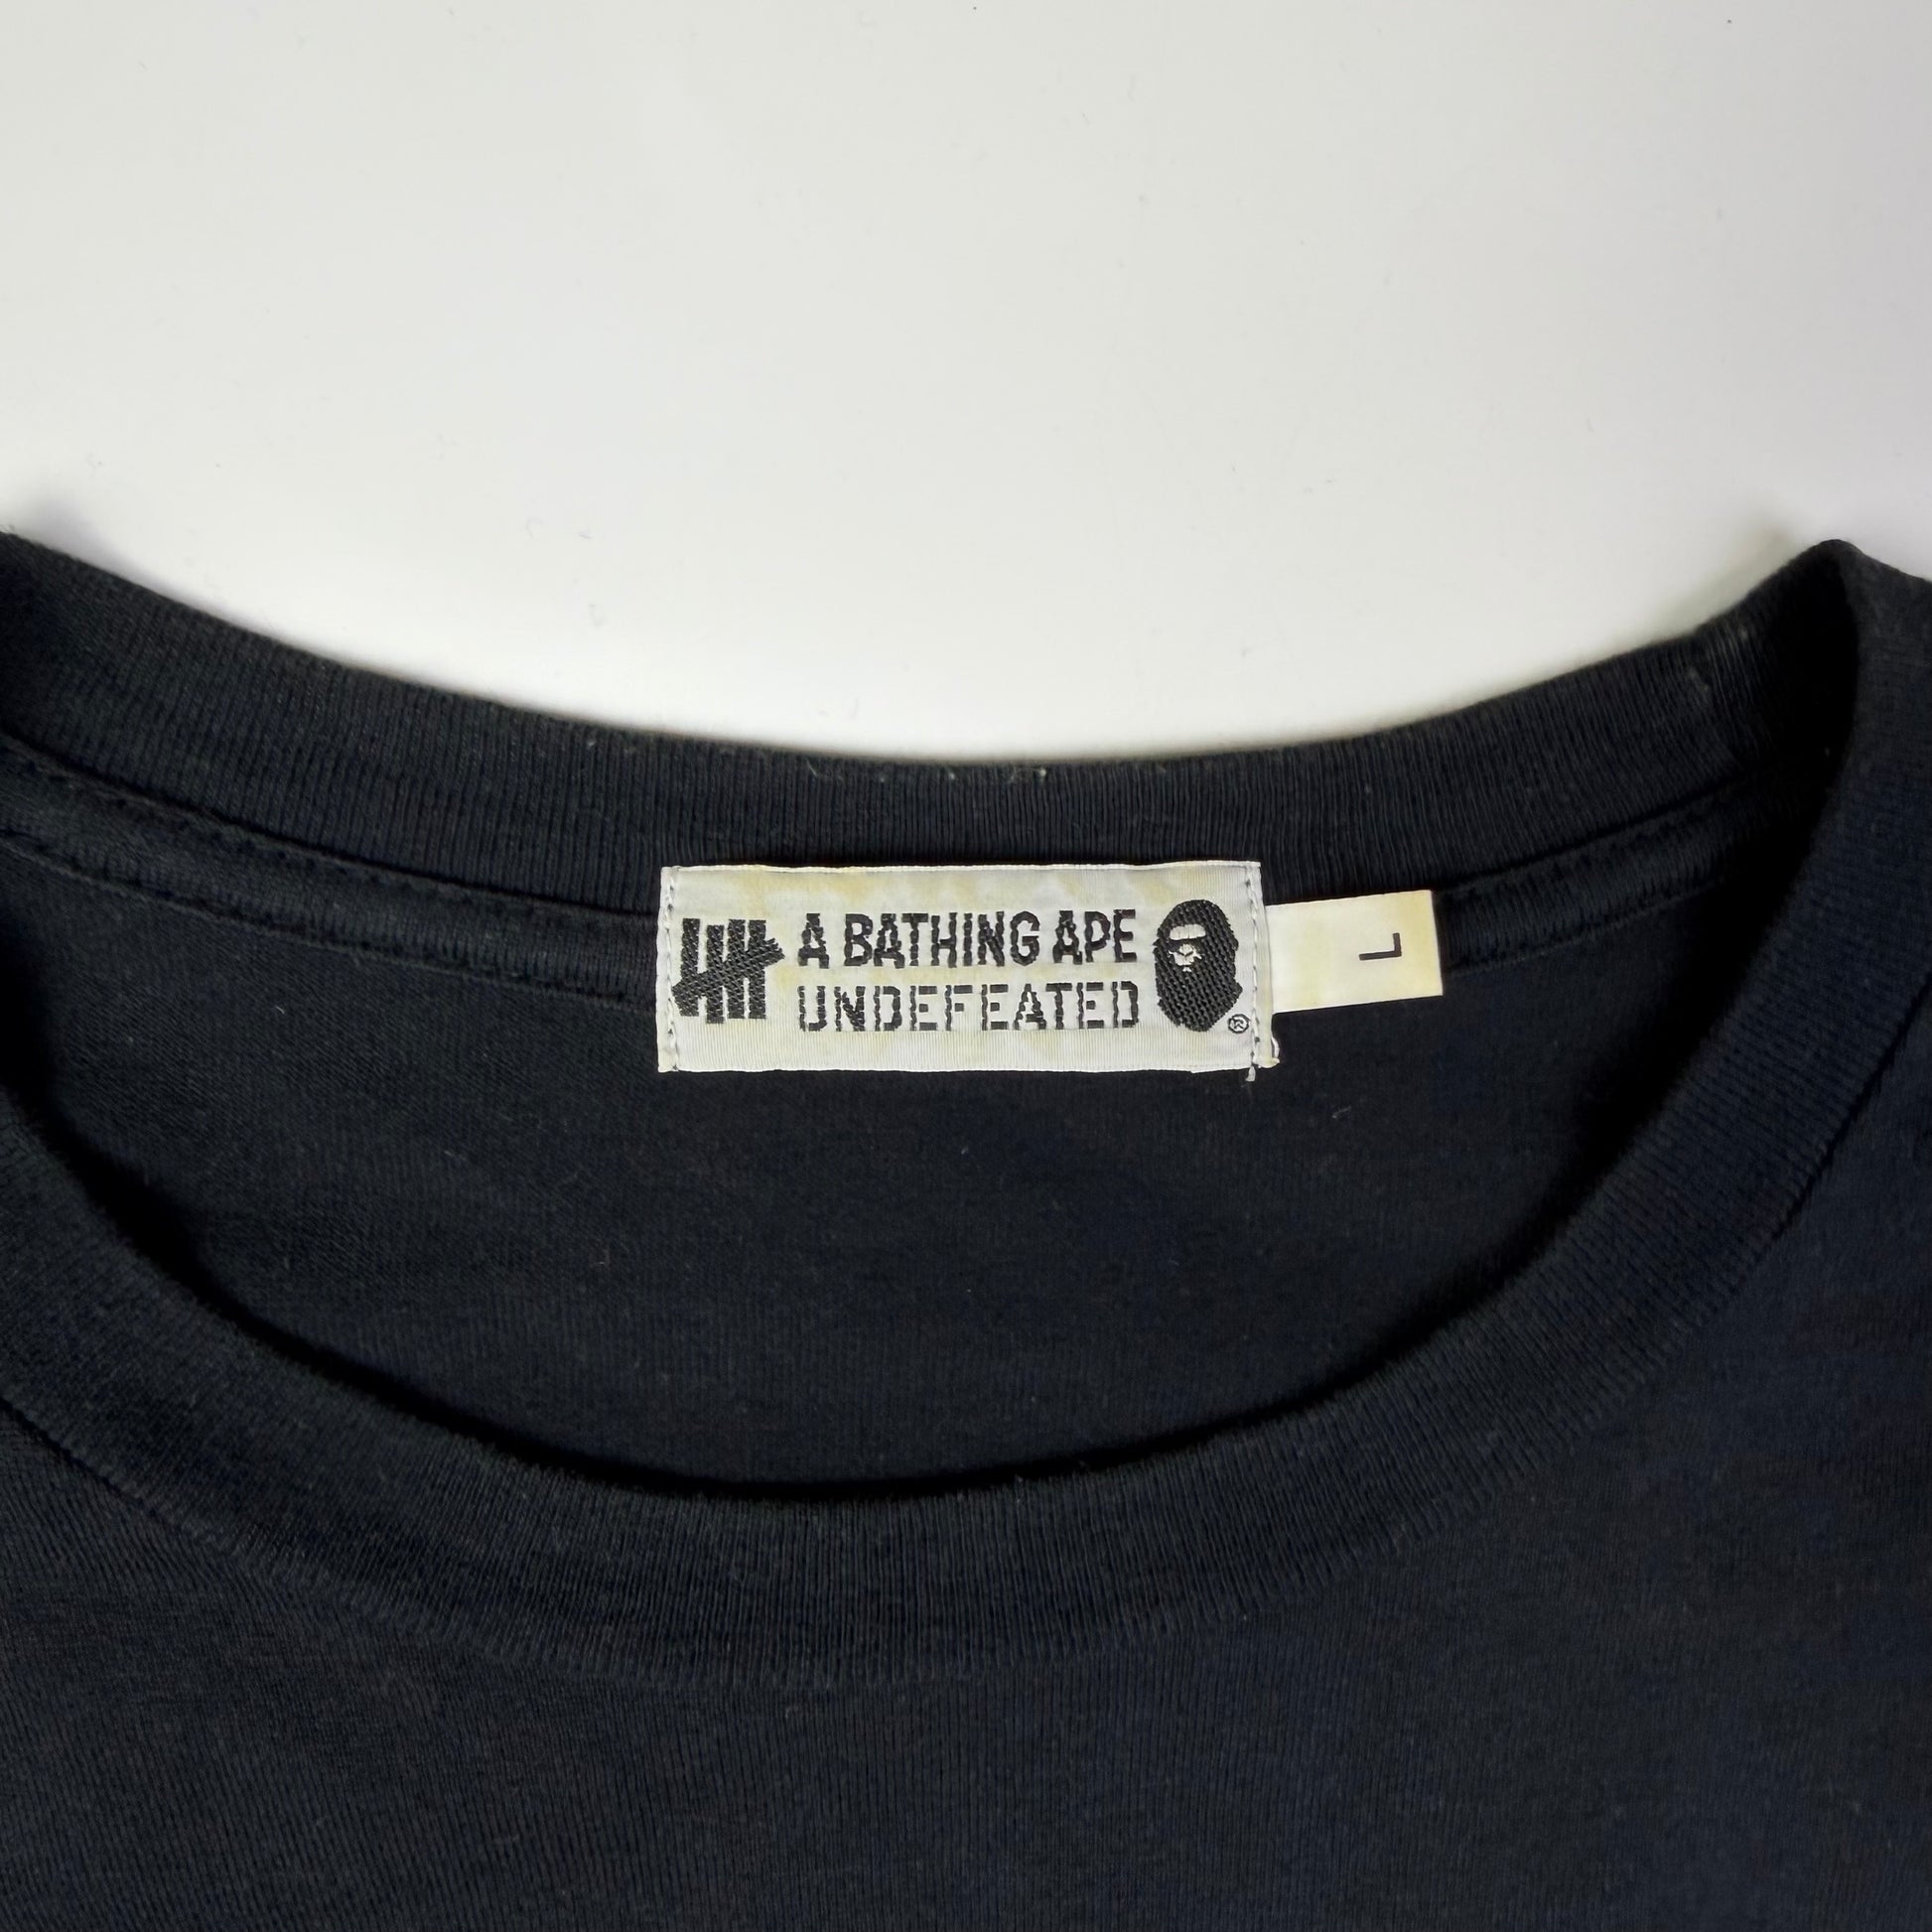 A BATHING APE
UNDEFEATED
®
L